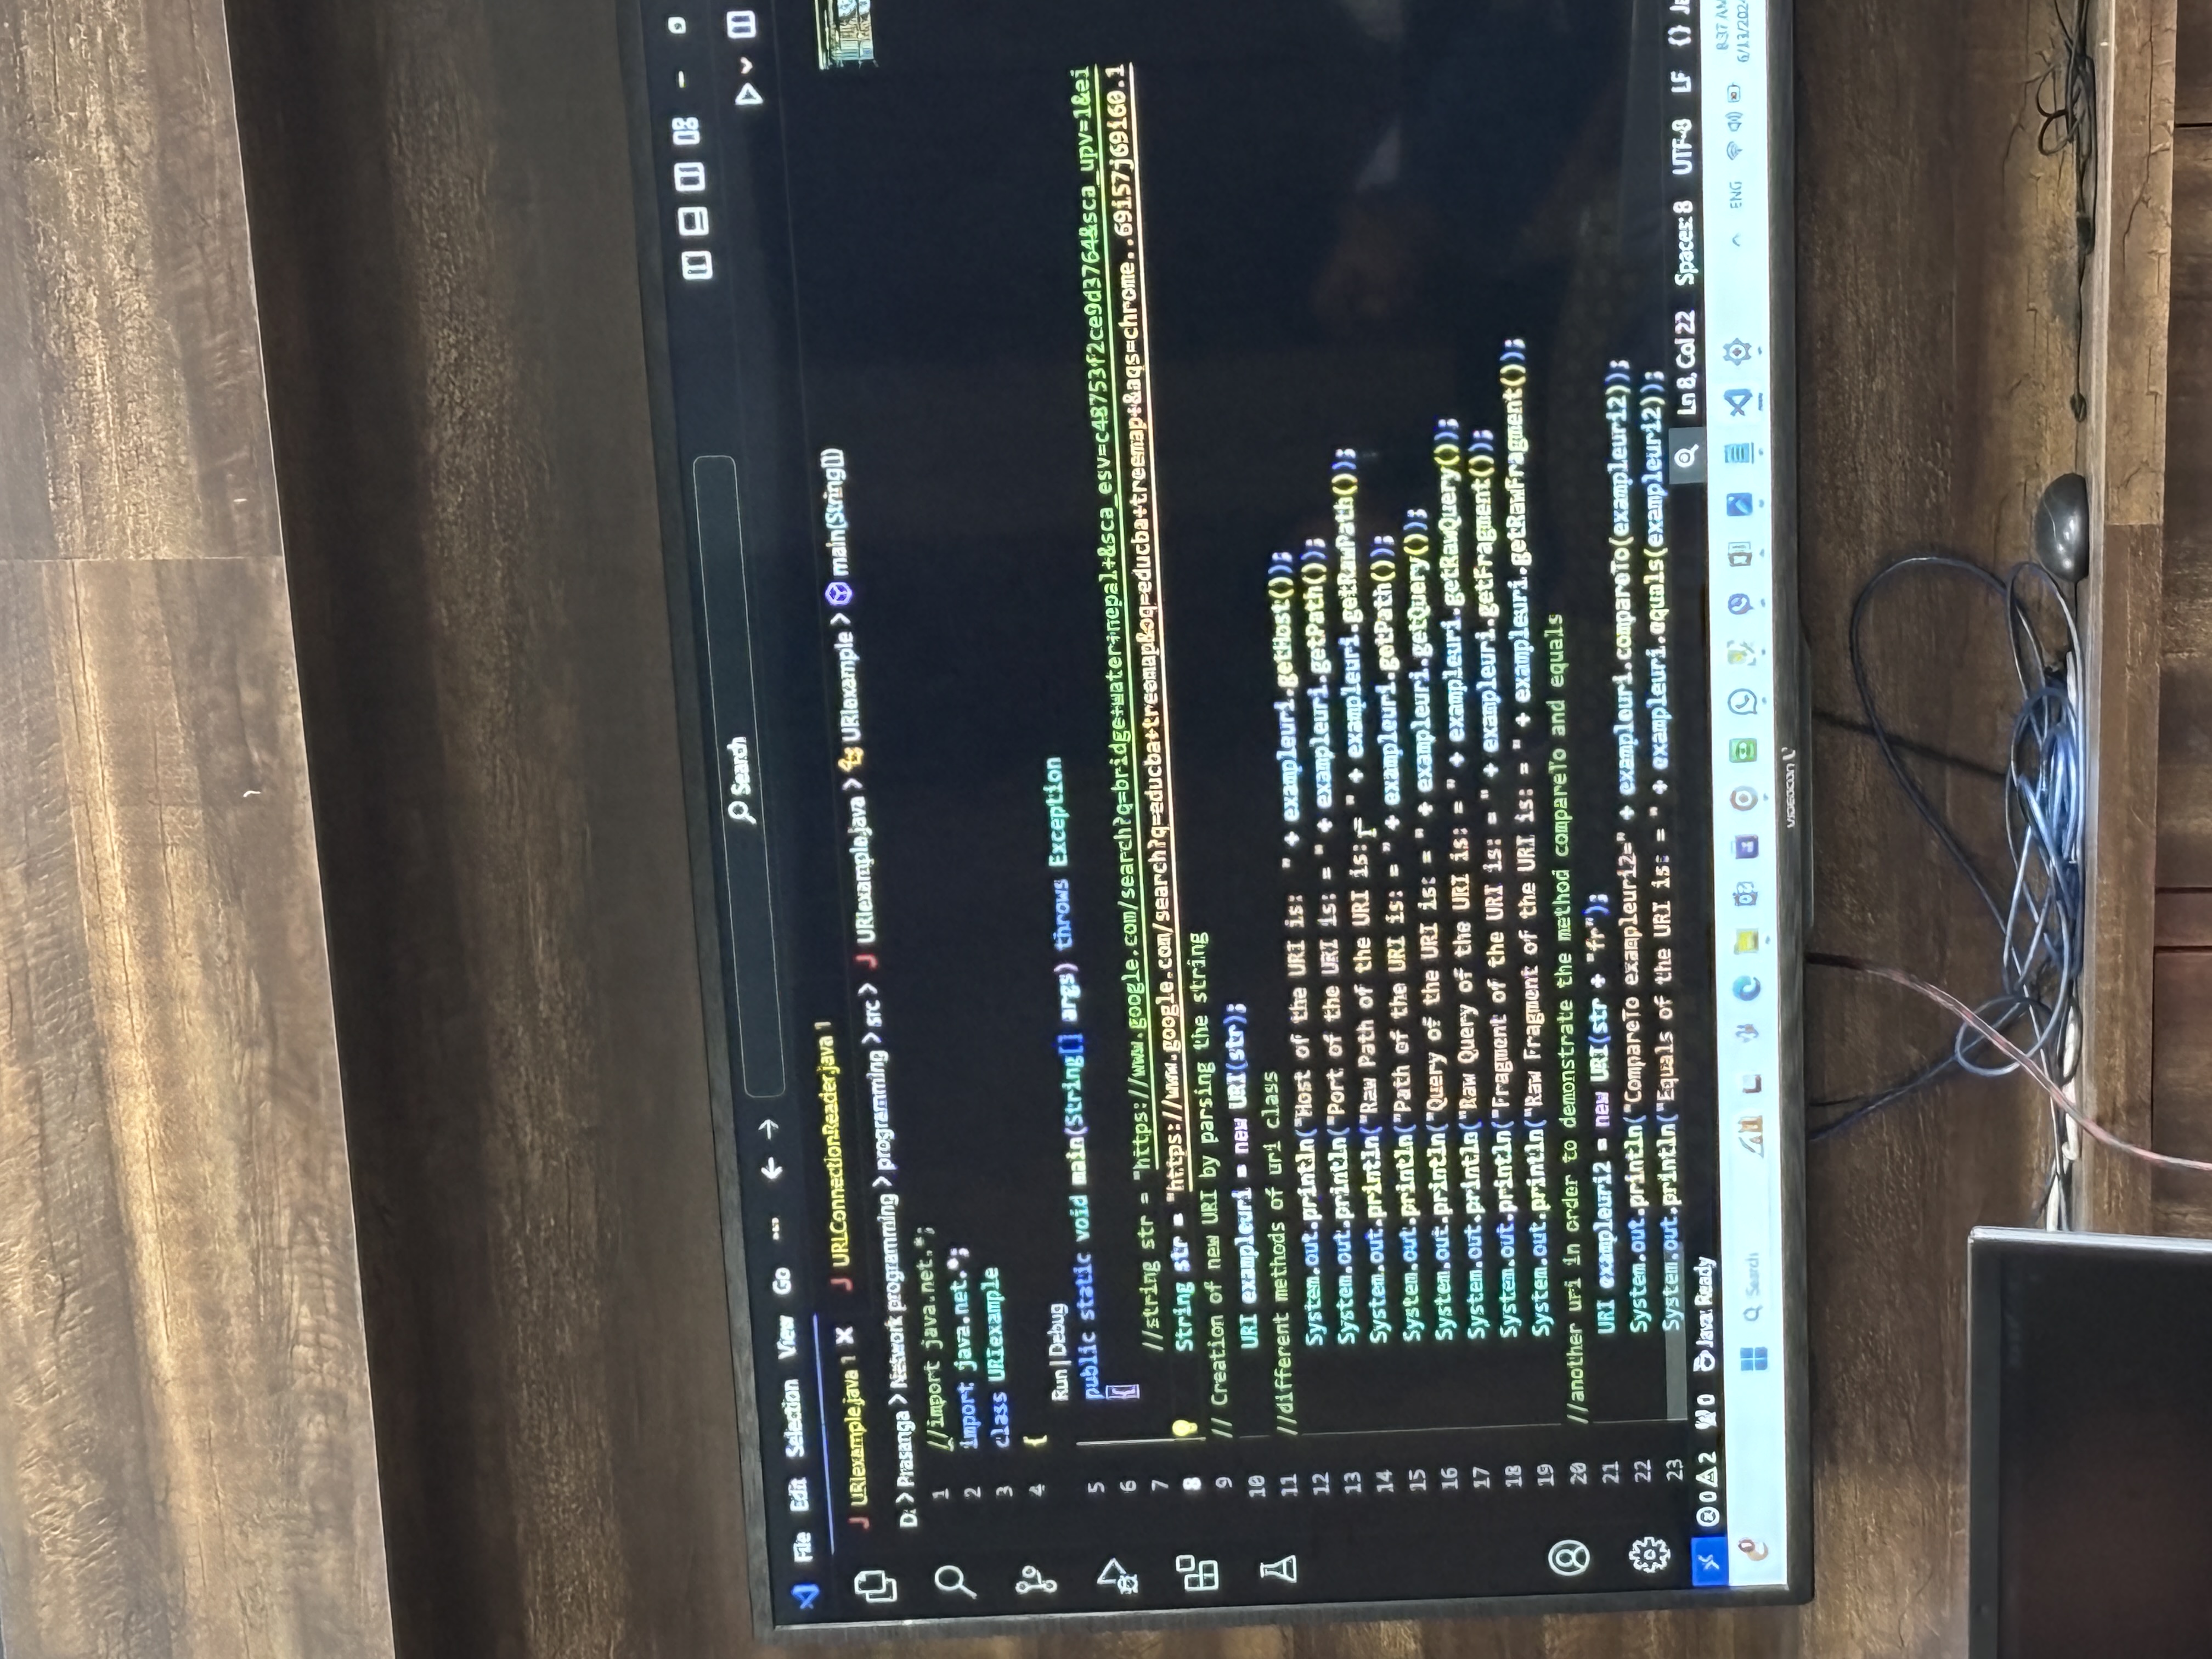 Search
File Edit Selection View Go ...
URIexample.java 1 URLConnectionReader.java 1
D: > Prasanga > Network programming > programming > src > J URIexample.java > URIexample > main(String[])
1 //import java.net.*;
2 import java.net.*;
3 class URIexample
4 {
Run | Debug
5 public static void main(String[] args) throws Exception
6 {
7 //string str = "https://www.google.com/search?q=bridge+water+nepal+&sca_esv=c48753f2ce9d3764&sca_upv=1&ei
8 String str = "https://www.google.com/search?q=educba+treemap&oq=educba+treemap+&aqs=chrome..69i57j69i60.1
9 // Creation of new URI by parsing the string
10 URI exampleuri = new URI(str);
11 //different methods of uri class
12 System.out.println("Host of the URI is:  " + exampleuri.getHost());
13 System.out.println("Port of the URI is: = " + exampleuri.getPath());
14 System.out.println("Raw Path of the URI is: = " + exampleuri.getRawPath());
15 System.out.println("Path of the URI is: = " + exampleuri.getPath());
16 System.out.println("Query of the URI is: = " + exampleuri.getQuery());
17 System.out.println("Raw Query of the URI is: = " + exampleuri.getRawQuery());
18 System.out.println("Fragment of the URI is: = " + exampleuri.getFragment());
19 System.out.println("Raw Fragment of the URI is: = " + exampleuri.getRawFragment());
20 //another uri in order to demonstrate the method compareTo and equals
21 URI exampleuri2 = new URI(str + "fr");
22 System.out.println("CompareTo exampleuri2=" + exampleuri.compareTo(exampleuri2));
23 System.out.println("Equals of the URI is: = " + exampleuri.equals(exampleuri2));
0 2 0 Java: Ready Ln 8, Col 22 Spaces: 8 UTF-8 LF {}
Search ENG 8:37 AM
6/13/202
VIDEOCON